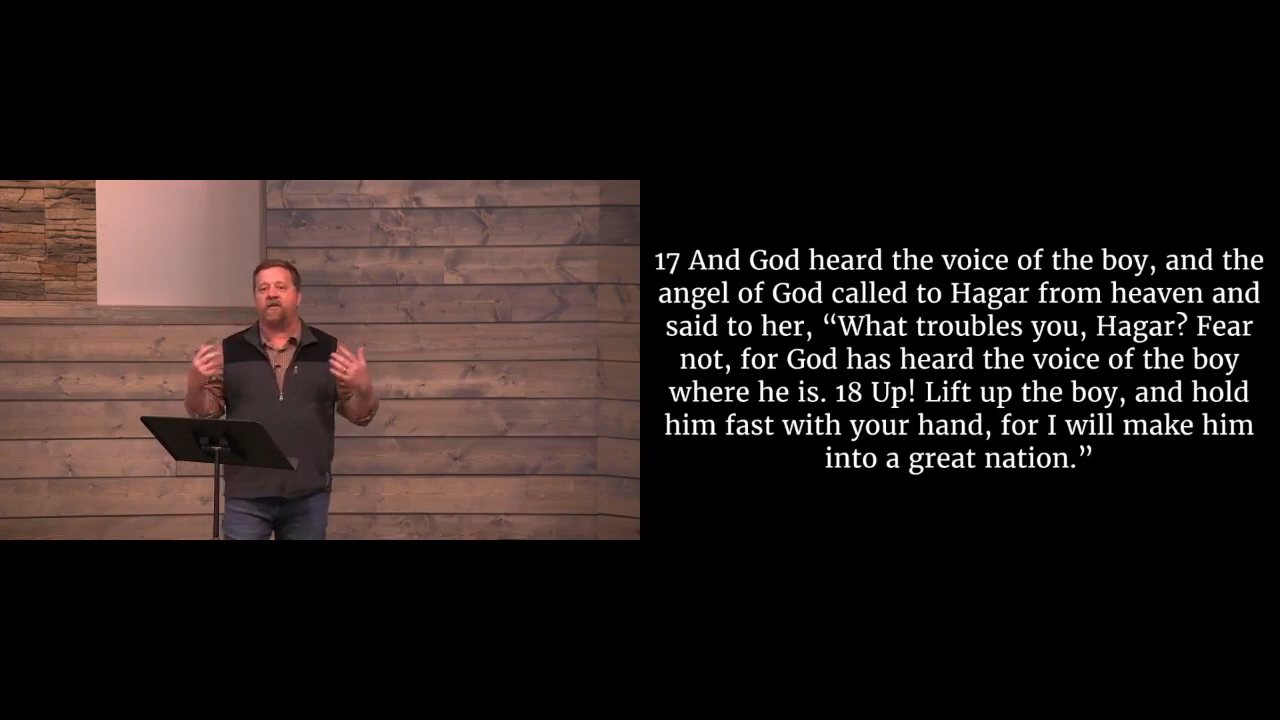 17 And God heard the voice of the boy, and the
angel of God called to Hagar from heaven and
said to her, “What troubles you, Hagar? Fear
not, for God has heard the voice of the boy
where he is. 18 Up! Lift up the boy, and hold
him fast with your hand, for I will make him
into a great nation.”